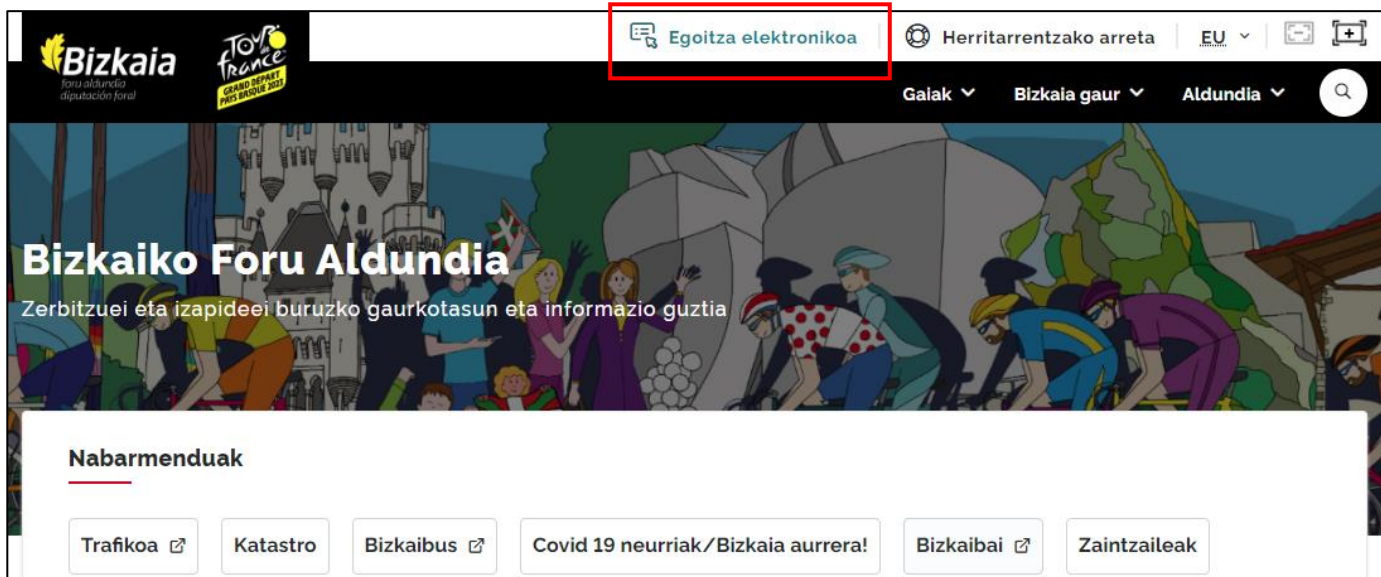 Egoitza elektronikoa Herritarrentzako arreta EU
Bizkaia
foru aldundia
diputación foral
TOUR
de
france
GRAND DÉPART
PAYS BASQUE 2023
Gaiak Bizkaia gaur Aldundia
Bizkaiko Foru Aldundia
Zerbitzuei eta izapideei buruzko gaurkotasun eta informazio guztia
Nabarmenduak
Trafikoa Katastro Bizkaibus Covid 19 neurriak/Bizkaia aurrera! Bizkaibai Zaintzaileak